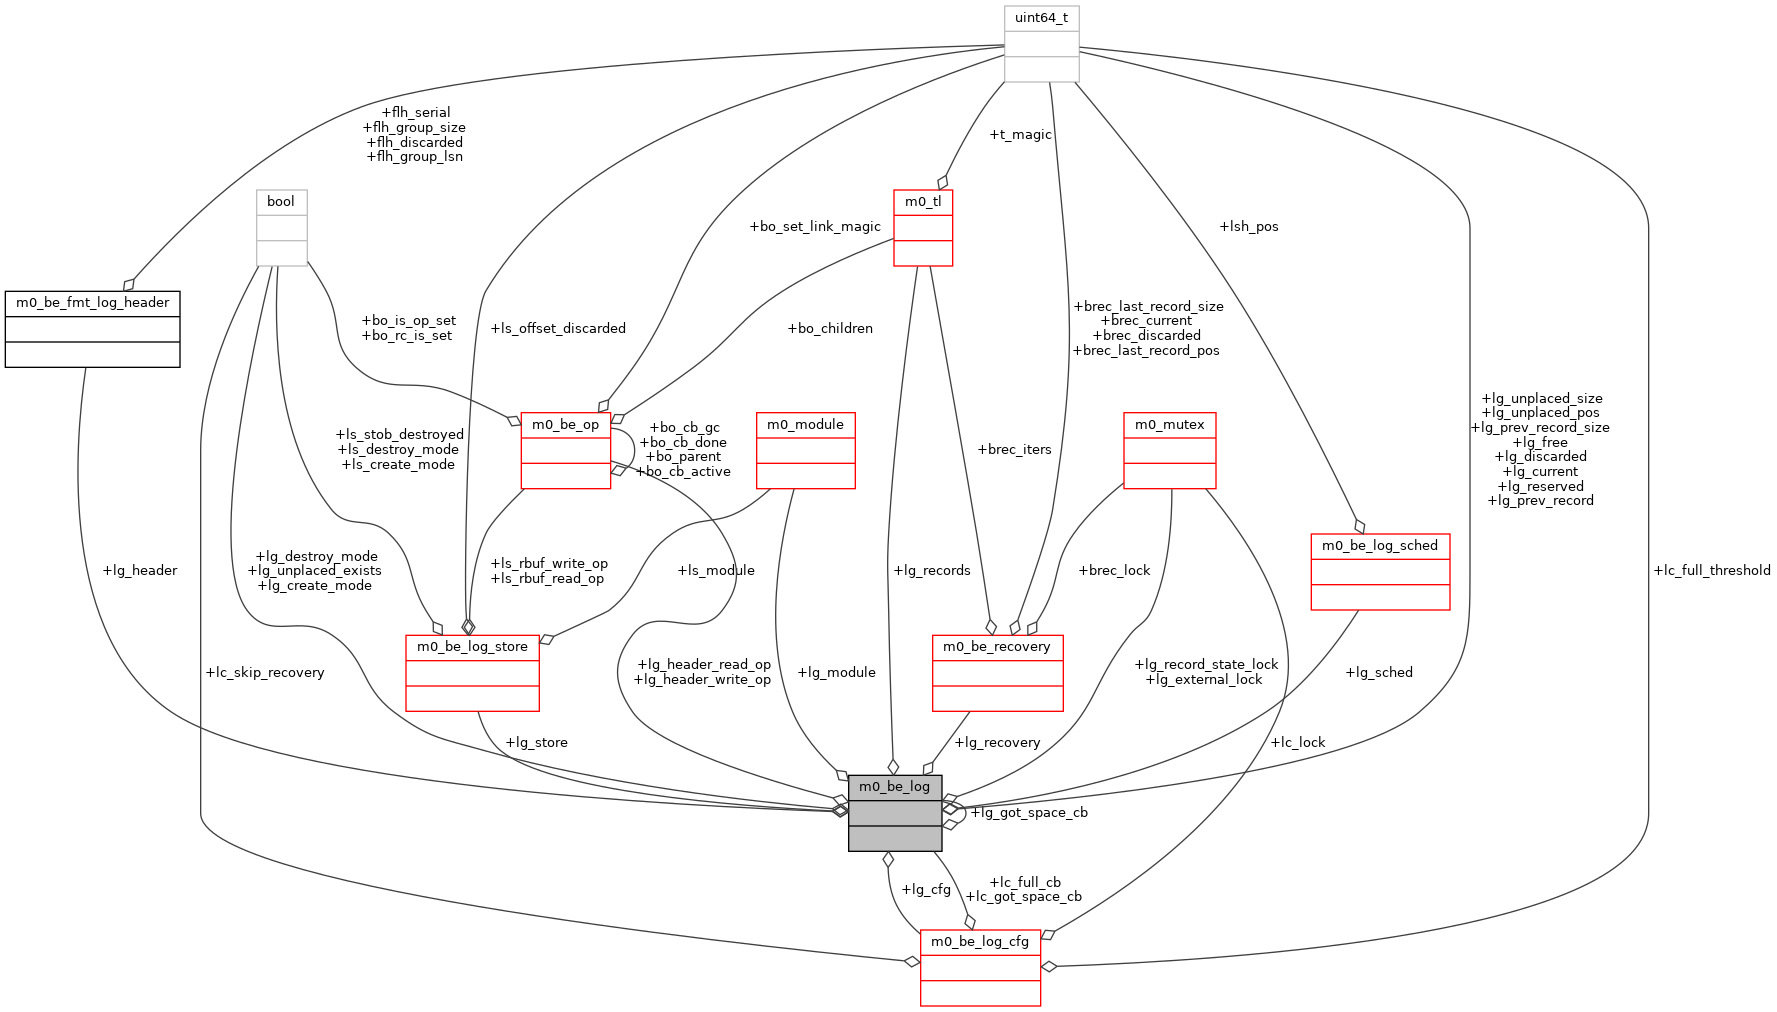 uint64_t
+flh_serial
+flh_group_size
+flh_discarded
+flh_group_lsn
+t_magic
bool
m0_tl
+bo_set_link_magic
+lsh_pos
m0_be_fmt_log_header
+bo_is_op_set
+bo_rc_is_set
+ls_offset_discarded
+bo_children
+brec_last_record_size
+brec_current
+brec_discarded
+brec_last_record_pos
+lg_unplaced_size
+lg_unplaced_pos
+lg_prev_record_size
+lg_free
+lg_discarded
+lg_current
+lg_reserved
+lg_prev_record
m0_be_op
+bo_cb_gc
+bo_cb_done
+bo_parent
+bo_cb_active
m0_module
m0_mutex
+ls_stob_destroyed
+ls_destroy_mode
+ls_create_mode
+brec_iters
m0_be_log_sched
+lg_header
+lg_destroy_mode
+lg_unplaced_exists
+lg_create_mode
+ls_rbuf_write_op
+ls_rbuf_read_op
+ls_module
+lg_records
+brec_lock
+lc_full_threshold
m0_be_log_store
m0_be_recovery
+lc_skip_recovery
+lg_header_read_op
+lg_header_write_op
+lg_module
+lg_record_state_lock
+lg_external_lock
+lg_sched
+lg_store
+lg_recovery
+lc_lock
m0_be_log
+lg_got_space_cb
+lg_cfg
+lc_full_cb
+lc_got_space_cb
m0_be_log_cfg